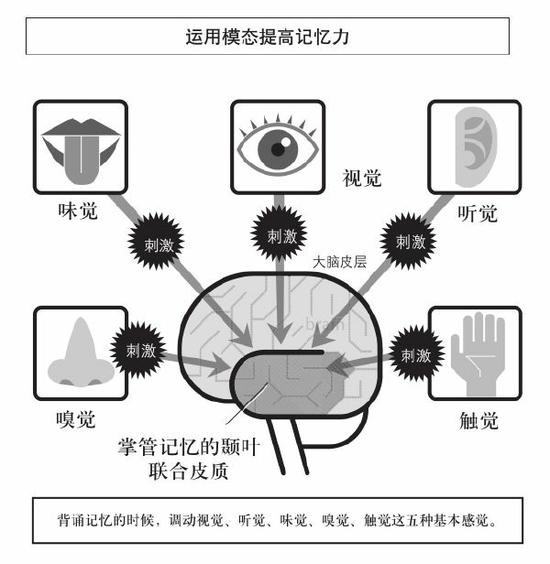 运用模态提高记忆力
味觉
视觉
听觉
刺激
刺激
刺激
大脑皮层
brain
刺激
刺激
嗅觉
触觉
掌管记忆的颞叶
联合皮质
背诵记忆的时候，调动视觉、听觉、味觉、嗅觉、触觉这五种基本感觉。